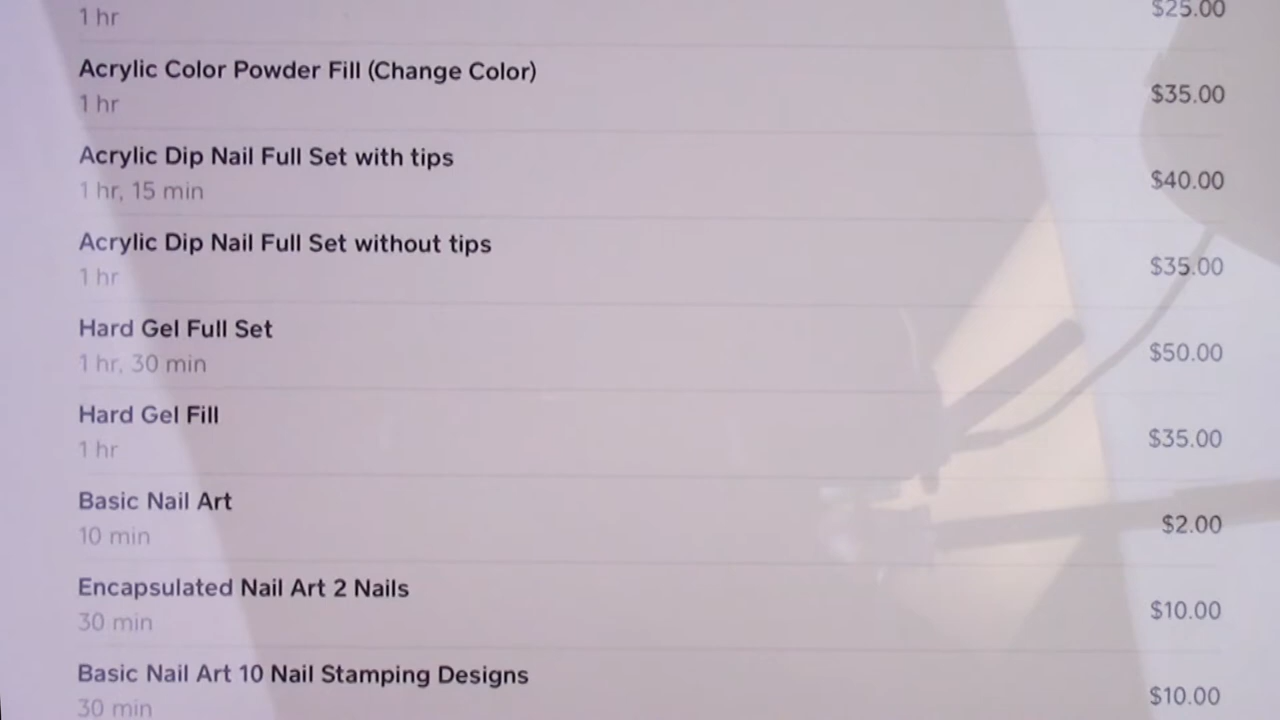 1 hr
$25.00
Acrylic Color Powder Fill (Change Color)
1 hr
$35.00
Acrylic Dip Nail Full Set with tips
1 hr, 15 min
$40.00
Acrylic Dip Nail Full Set without tips
1 hr
$35.00
Hard Gel Full Set
1 hr, 30 min
$50.00
Hard Gel Fill
1 hr
$35.00
Basic Nail Art
10 min
$2.00
Encapsulated Nail Art 2 Nails
30 min
$10.00
Basic Nail Art 10 Nail Stamping Designs
30 min
$10.00